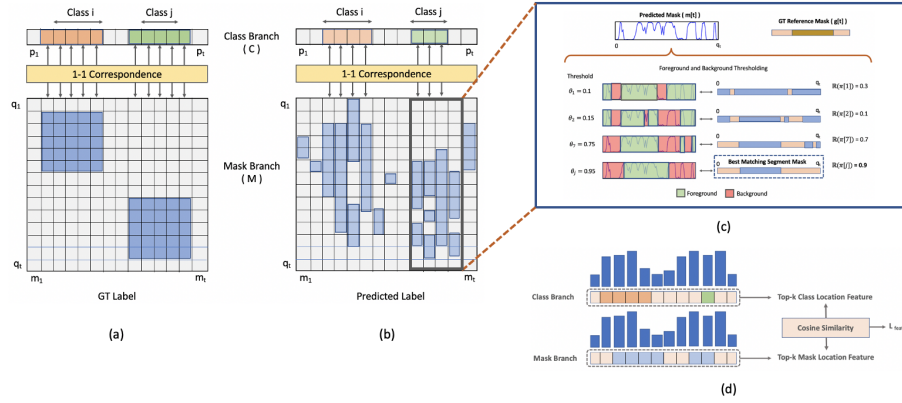 Class i
Class j
p1
pt
1-1 Correspondence
q1
qt
m1
mt
GT Label
(a)
Class Branch
( C )
Mask Branch
( M )
Class i
Class j
p1
pt
1-1 Correspondence
m1
mt
Predicted Label
(b)
Predicted Mask ( m[t] )
GT Reference Mask ( g[t] )
0
Foreground and Background Thresholding
Threshold
θ1 = 0.1
0
R(π[1]) = 0.3
θ2 = 0.15
0
R(π[2]) = 0.1
θ7 = 0.75
0
R(π[7]) = 0.7
Best Matching Segment Mask
θj = 0.95
R(π[j]) = 0.9
Foreground
Background
(c)
Class Branch
Top-k Class Location Feature
Cosine Similarity
L
Mask Branch
Top-k Mask Location Feature
(d)